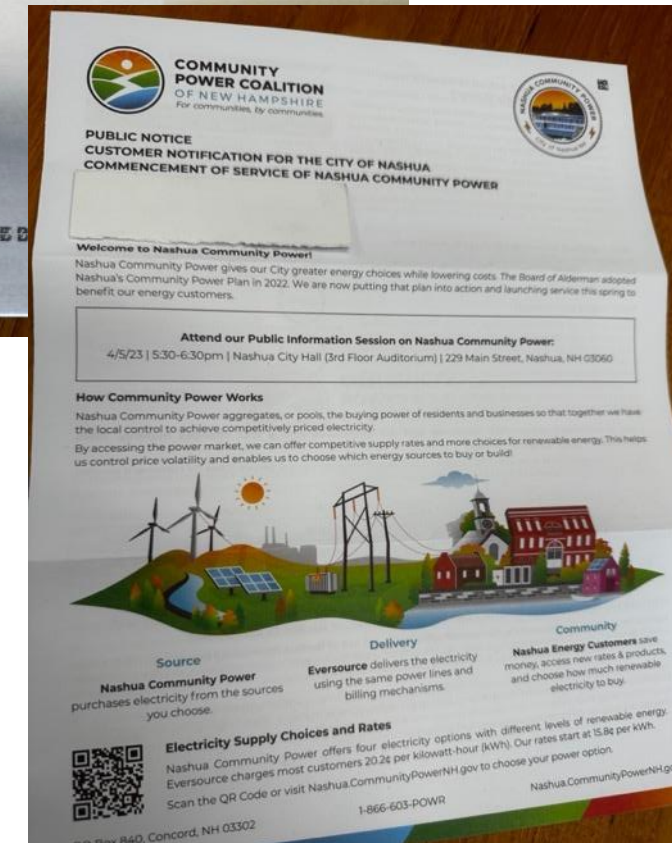 COMMUNITY
POWER COALITION
OF NEW HAMPSHIRE
For communities, by communities.
NASHUA COMMUNITY POWER
City of Nashua NH
PUBLIC NOTICE
CUSTOMER NOTIFICATION FOR THE CITY OF NASHUA
COMMENCEMENT OF SERVICE OF NASHUA COMMUNITY POWER
Welcome to Nashua Community Power!
Nashua Community Power gives our City greater energy choices while lowering costs. The Board of Alderman adopted
Nashua's Community Power Plan in 2022. We are now putting that plan into action and launching service this spring to
benefit our energy customers.
Attend our Public Information Session on Nashua Community Power:
4/5/23 | 5:30-6:30pm | Nashua City Hall (3rd Floor Auditorium) | 229 Main Street, Nashua, NH 03060
How Community Power Works
Nashua Community Power aggregates, or pools, the buying power of residents and businesses so that together we have
the local control to achieve competitively priced electricity.
By accessing the power market, we can offer competitive supply rates and more choices for renewable energy. This helps
us control price volatility and enables us to choose which energy sources to buy or build!
Source
Nashua Community Power
purchases electricity from the sources
you choose.
Delivery
Eversource delivers the electricity
using the same power lines and
billing mechanisms.
Community
Nashua Energy Customers save
money, access new rates & products,
and choose how much renewable
electricity to buy.
Electricity Supply Choices and Rates
Nashua Community Power offers four electricity options with different levels of renewable energy.
Eversource charges most customers 20.2¢ per kilowatt-hour (kWh). Our rates start at 15.8¢ per kWh.
Scan the QR Code or visit Nashua.CommunityPowerNH.gov to choose your power option.
Box 840, Concord, NH 03302
1-866-603-POWR
Nashua.CommunityPowerNH.go